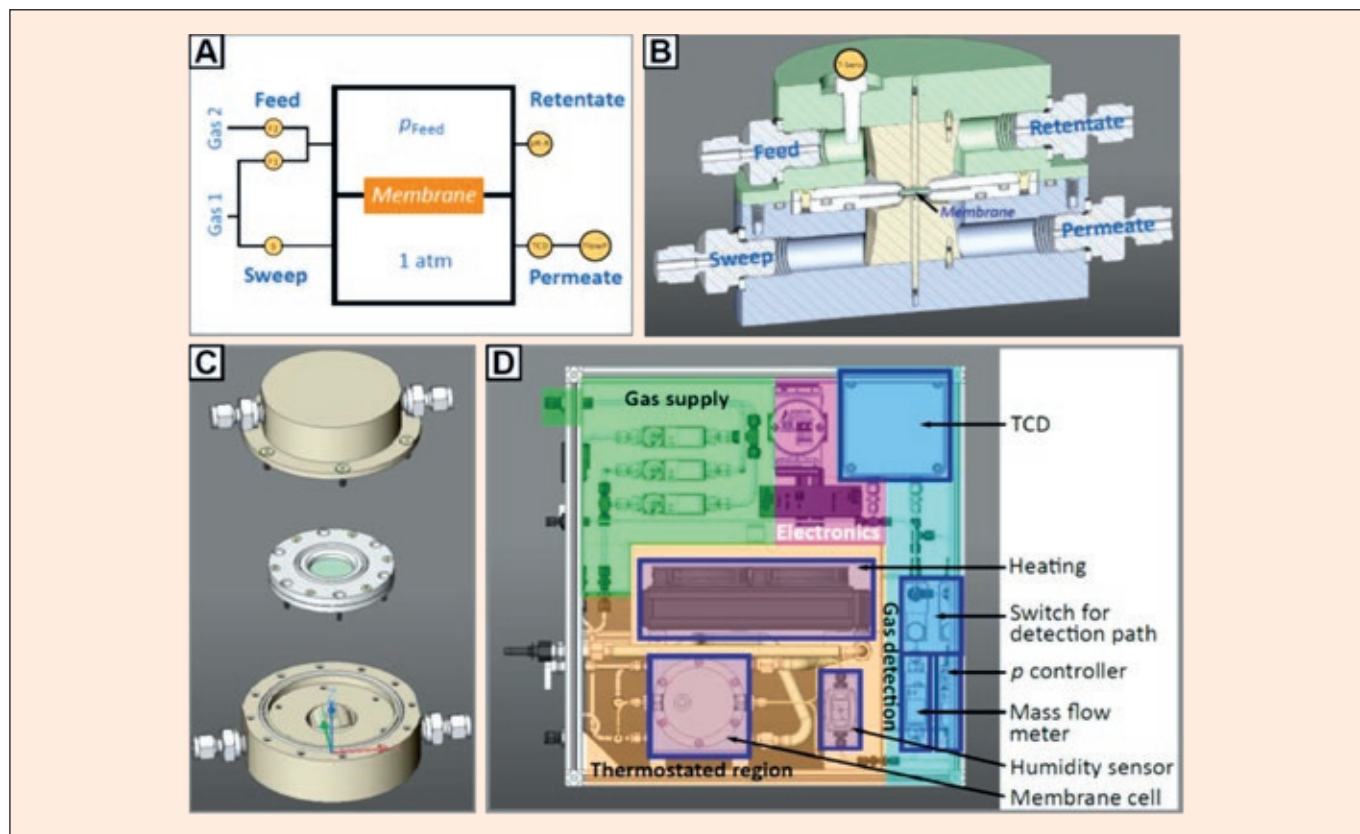 A
Feed
Retentate
Gas 2
Gas 1
pFeed
Membrane
1 atm
S
TCD
Sweep
Permeate
B
Feed
Retentate
Membrane
Sweep
Permeate
C
D
Gas supply
TCD
Electronics
Heating
Gas detection
Switch for
detection path
p controller
Mass flow
meter
Humidity sensor
Thermostated region
Membrane cell